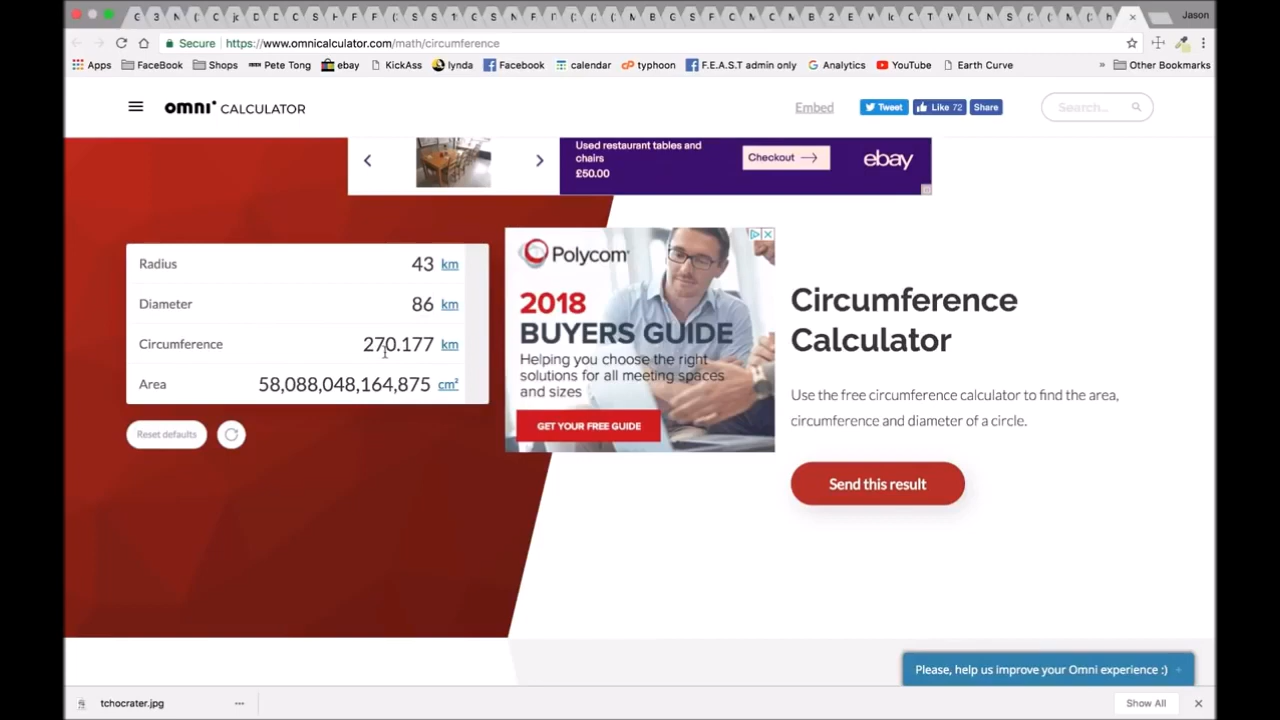 Jason
Secure https://www.omnicalculator.com/math/circumference
Apps FaceBook Shops Pete Tong ebay KickAss lynda Facebook calendar typhoon F.E.A.S.T admin only Analytics YouTube Earth Curve » Other Bookmarks
omni CALCULATOR Embed Tweet Like 72 Share Search...
Used restaurant tables and
chairs
£50.00
Checkout
ebay
Radius 43 km
Diameter 86 km
Circumference 270.177 km
Area 58,088,048,164,875 cm²
Reset defaults
Polycom
2018
BUYERS GUIDE
Helping you choose the right
solutions for all meeting spaces
and sizes
GET YOUR FREE GUIDE
Circumference
Calculator
Use the free circumference calculator to find the area,
circumference and diameter of a circle.
Send this result
Please, help us improve your Omni experience :) +
tchocrater.jpg
Show All